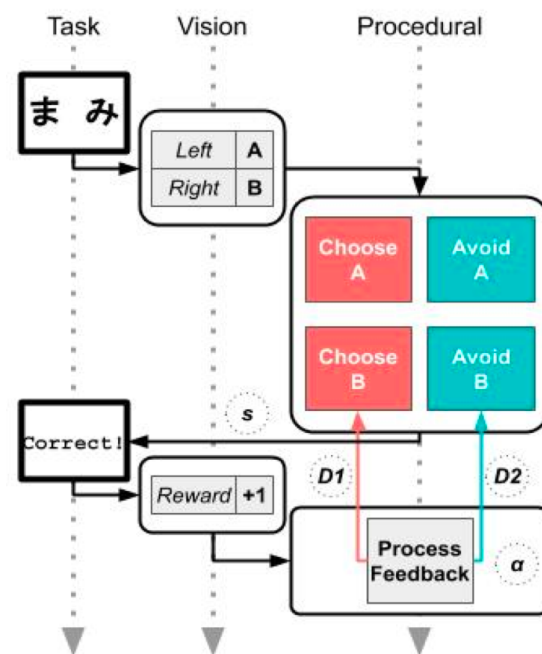 Task Vision Procedural
ま み
Left A
Right B
Choose A
Avoid A
Choose B
Avoid B
s
Correct!
D1
D2
Reward +1
Process
Feedback
α